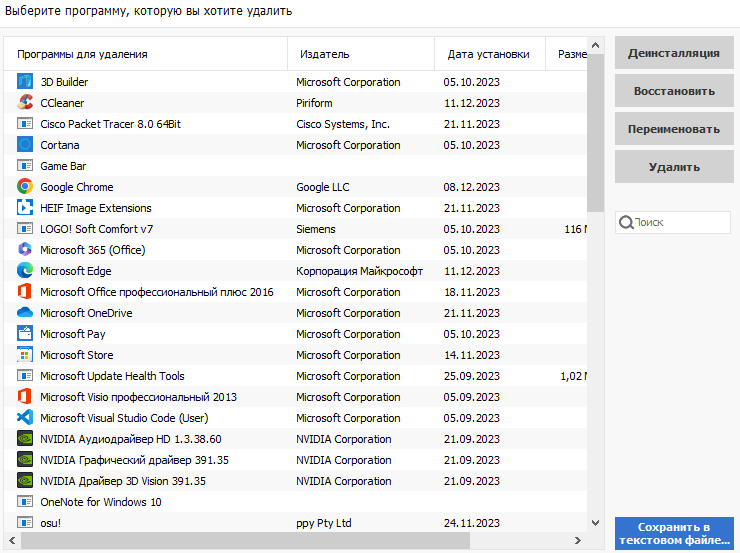 Выберите программу, которую вы хотите удалить
Программы для удаления Издатель Дата установки Разме
3D Builder Microsoft Corporation 05.10.2023
CCleaner Piriform 11.12.2023
Cisco Packet Tracer 8.0 64Bit Cisco Systems, Inc. 21.11.2023
Cortana Microsoft Corporation 05.10.2023
Game Bar
Google Chrome Google LLC 08.12.2023
HEIF Image Extensions Microsoft Corporation 21.11.2023
LOGO! Soft Comfort v7 Siemens 05.10.2023 116
Microsoft 365 (Office) Microsoft Corporation 05.10.2023
Microsoft Edge Корпорация Майкрософт 11.12.2023
Microsoft Office профессиональный плюс 2016 Microsoft Corporation 18.11.2023
Microsoft OneDrive Microsoft Corporation 21.11.2023
Microsoft Pay Microsoft Corporation 05.10.2023
Microsoft Store Microsoft Corporation 14.11.2023
Microsoft Update Health Tools Microsoft Corporation 25.09.2023 1,02
Microsoft Visio профессиональный 2013 Microsoft Corporation 05.09.2023
Microsoft Visual Studio Code (User) Microsoft Corporation 05.09.2023
NVIDIA Аудиодрайвер HD 1.3.38.60 NVIDIA Corporation 21.09.2023
NVIDIA Графический драйвер 391.35 NVIDIA Corporation 21.09.2023
NVIDIA Драйвер 3D Vision 391.35 NVIDIA Corporation 21.09.2023
OneNote for Windows 10
osu! ppy Pty Ltd 24.11.2023
Деинсталляция
Восстановить
Переименовать
Удалить
Поиск
Сохранить в
текстовом файле...